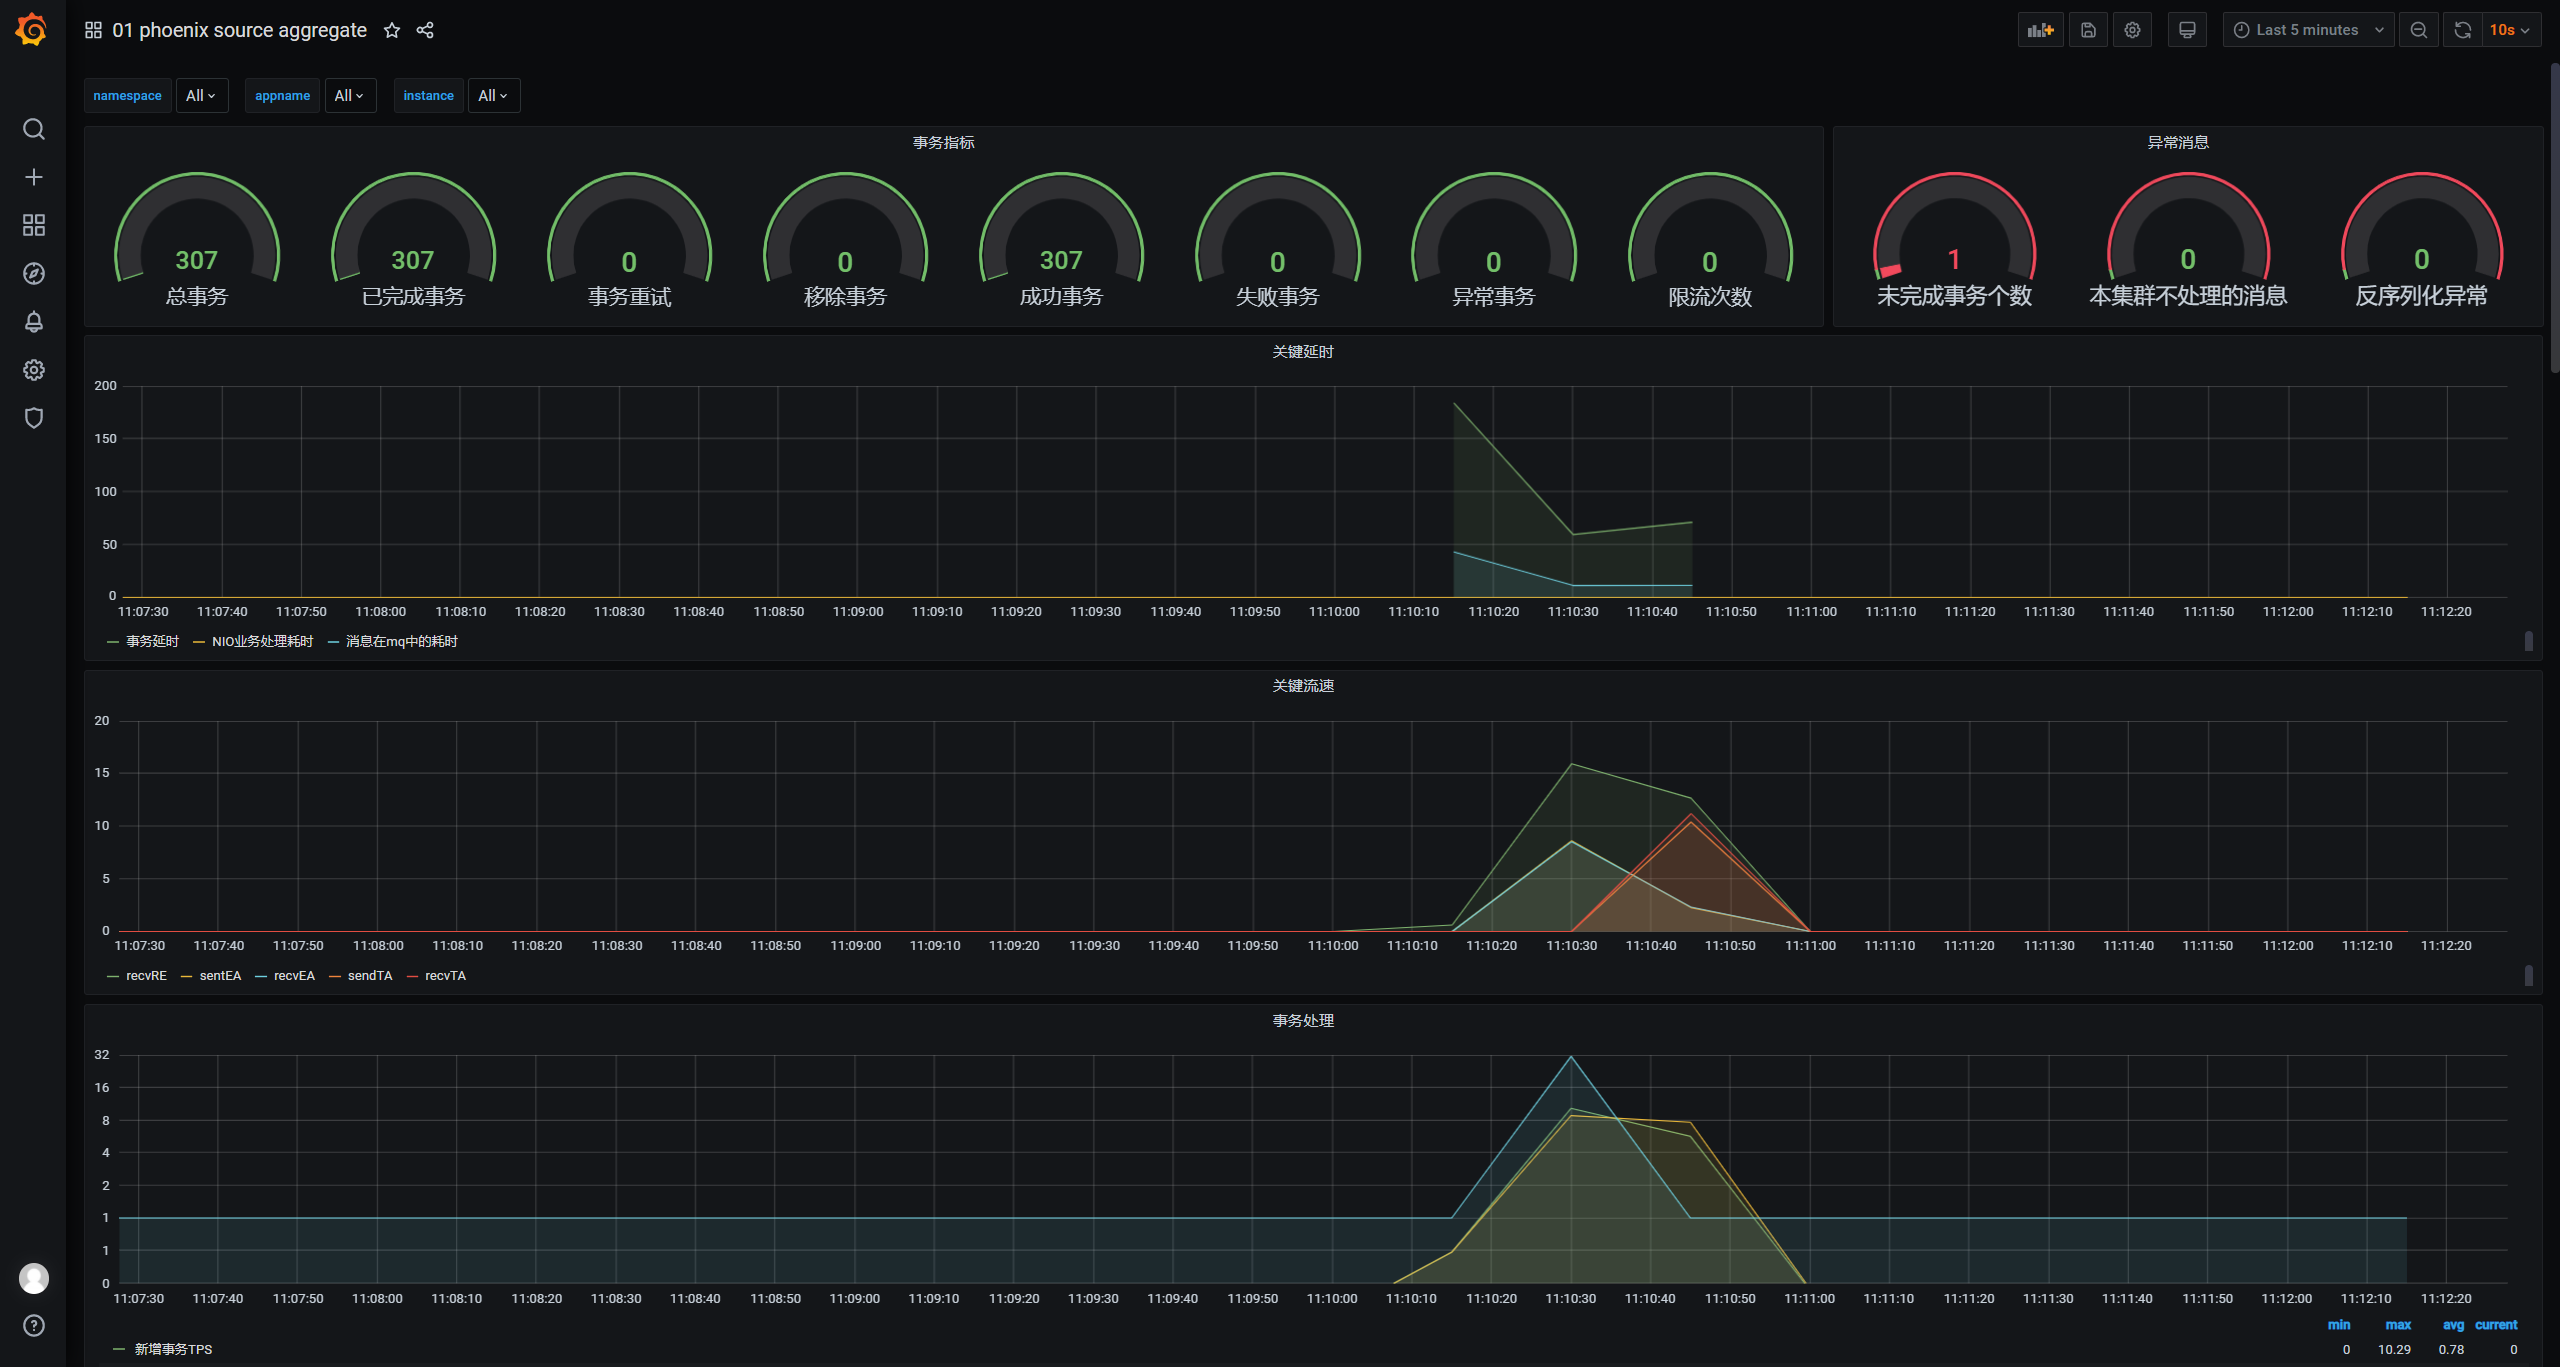 01 phoenix source aggregate
Last 5 minutes
10s
namespace All appname All instance All
事务指标
异常消息
307 307 0 0 307 0 0 0 1 0 0
总事务 已完成事务 事务重试 移除事务 成功事务 失败事务 异常事务 限流次数 未完成事务个数 本集群不处理的消息 反序列化异常
关键延时
200
150
100
50
0
11:07:30 11:07:40 11:07:50 11:08:00 11:08:10 11:08:20 11:08:30 11:08:40 11:08:50 11:09:00 11:09:10 11:09:20 11:09:30 11:09:40 11:09:50 11:10:00 11:10:10 11:10:20 11:10:30 11:10:40 11:10:50 11:11:00 11:11:10 11:11:20 11:11:30 11:11:40 11:11:50 11:12:00 11:12:10 11:12:20
事务延时 NIO业务处理耗时 消息在mq中的耗时
关键流速
20
15
10
5
0
11:07:30 11:07:40 11:07:50 11:08:00 11:08:10 11:08:20 11:08:30 11:08:40 11:08:50 11:09:00 11:09:10 11:09:20 11:09:30 11:09:40 11:09:50 11:10:00 11:10:10 11:10:20 11:10:30 11:10:40 11:10:50 11:11:00 11:11:10 11:11:20 11:11:30 11:11:40 11:11:50 11:12:00 11:12:10 11:12:20
recvRE sentEA recvEA sendTA recvTA
事务处理
32
16
8
4
2
1
1
0
11:07:30 11:07:40 11:07:50 11:08:00 11:08:10 11:08:20 11:08:30 11:08:40 11:08:50 11:09:00 11:09:10 11:09:20 11:09:30 11:09:40 11:09:50 11:10:00 11:10:10 11:10:20 11:10:30 11:10:40 11:10:50 11:11:00 11:11:10 11:11:20 11:11:30 11:11:40 11:11:50 11:12:00 11:12:10 11:12:20
min max avg current
新增事务TPS 0 10.29 0.78 0